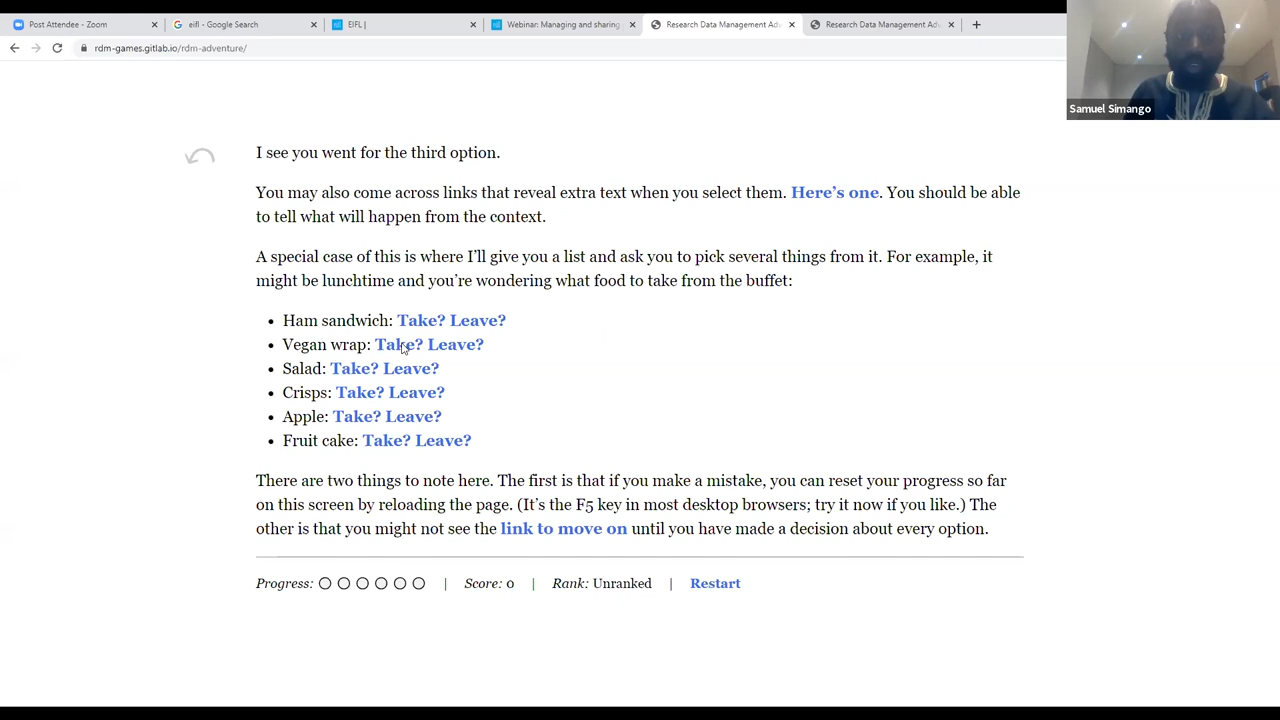 Post Attendee - Zoom
eifl - Google Search
EIFL |
Webinar: Managing and sharing
Research Data Management Adv
Research Data Management Adv
rdm-games.gitlab.io/rdm-adventure/
Samuel Simango
I see you went for the third option.
You may also come across links that reveal extra text when you select them. Here’s one. You should be able
to tell what will happen from the context.
A special case of this is where I’ll give you a list and ask you to pick several things from it. For example, it
might be lunchtime and you’re wondering what food to take from the buffet:
• Ham sandwich: Take? Leave?
• Vegan wrap: Take? Leave?
• Salad: Take? Leave?
• Crisps: Take? Leave?
• Apple: Take? Leave?
• Fruit cake: Take? Leave?
There are two things to note here. The first is that if you make a mistake, you can reset your progress so far
on this screen by reloading the page. (It’s the F5 key in most desktop browsers; try it now if you like.) The
other is that you might not see the link to move on until you have made a decision about every option.
Progress: | Score: 0 | Rank: Unranked | Restart